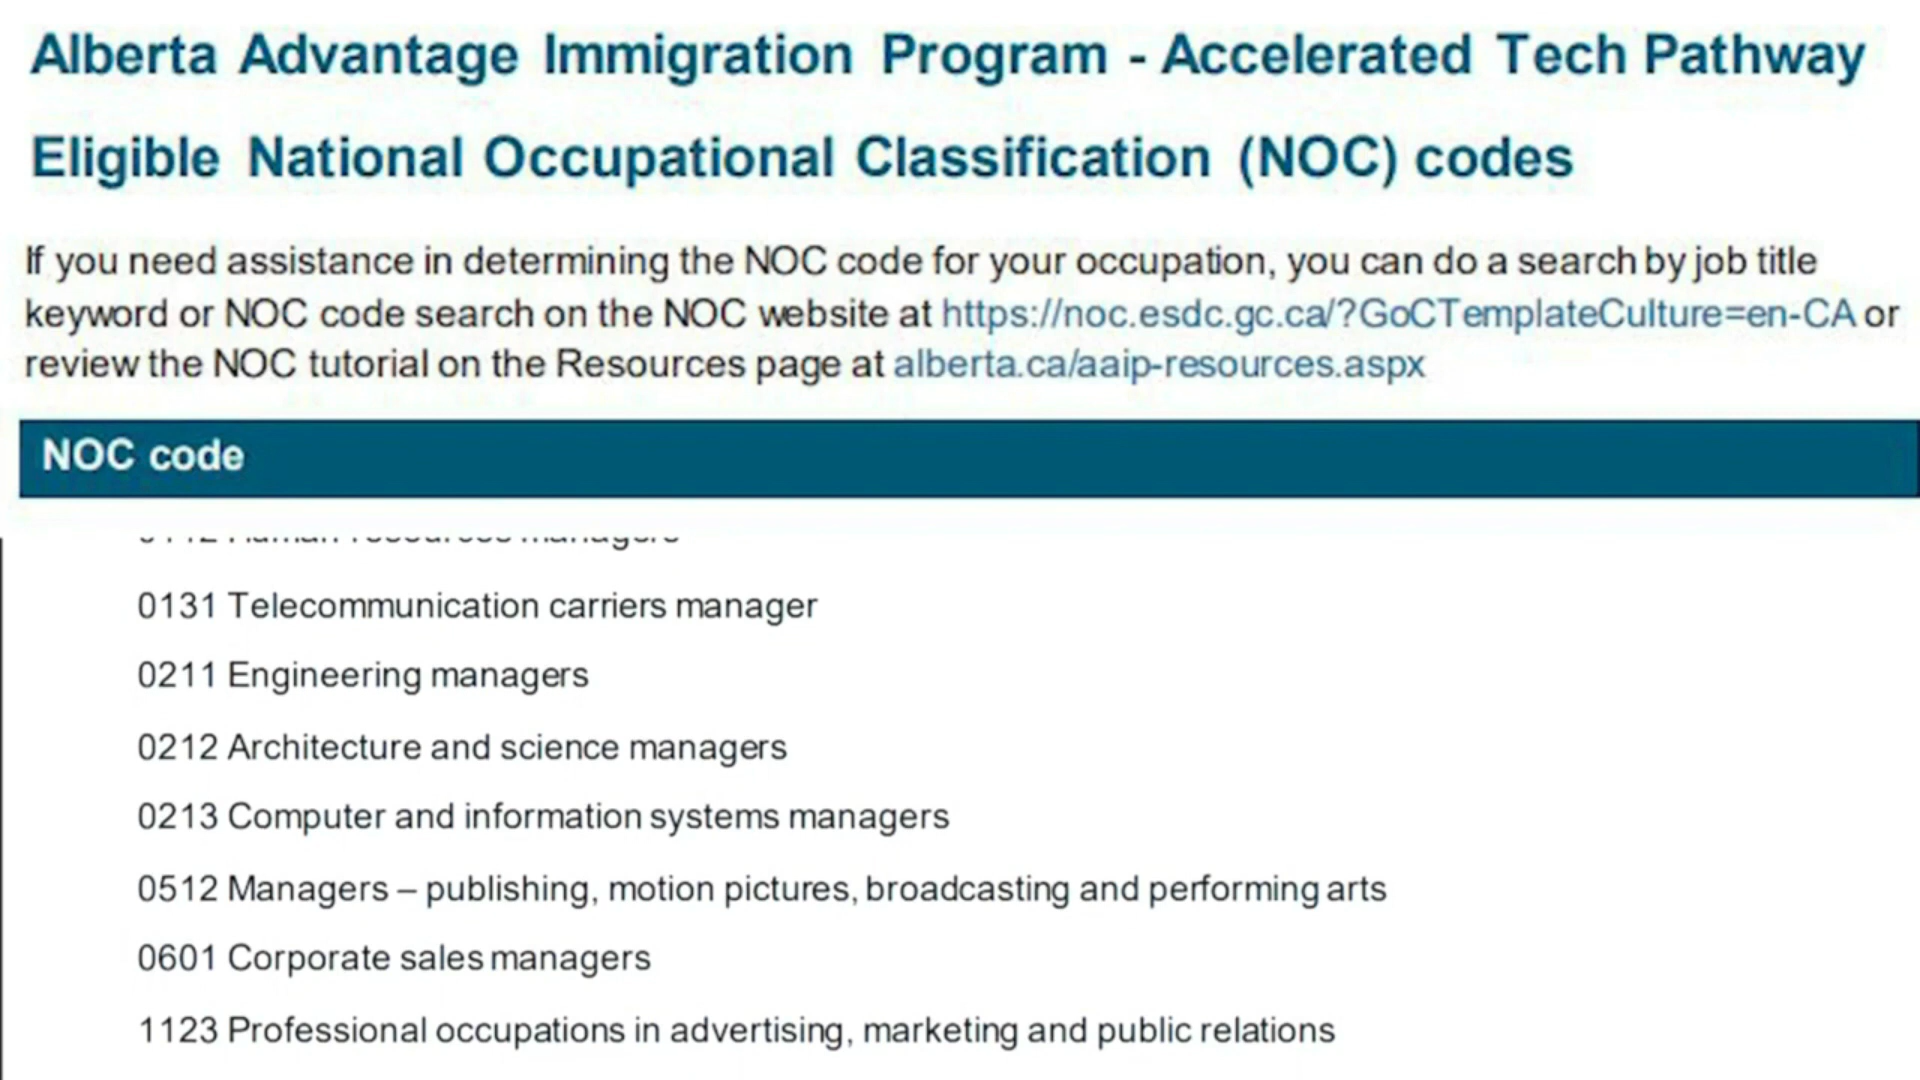 Alberta Advantage Immigration Program - Accelerated Tech Pathway
Eligible National Occupational Classification (NOC) codes
If you need assistance in determining the NOC code for your occupation, you can do a search by job title
keyword or NOC code search on the NOC website at https://noc.esdc.gc.ca/?GoCTemplateCulture=en-CA or
review the NOC tutorial on the Resources page at alberta.ca/aaip-resources.aspx
NOC code
Human resources managers
0131 Telecommunication carriers manager
0211 Engineering managers
0212 Architecture and science managers
0213 Computer and information systems managers
0512 Managers – publishing, motion pictures, broadcasting and performing arts
0601 Corporate sales managers
1123 Professional occupations in advertising, marketing and public relations